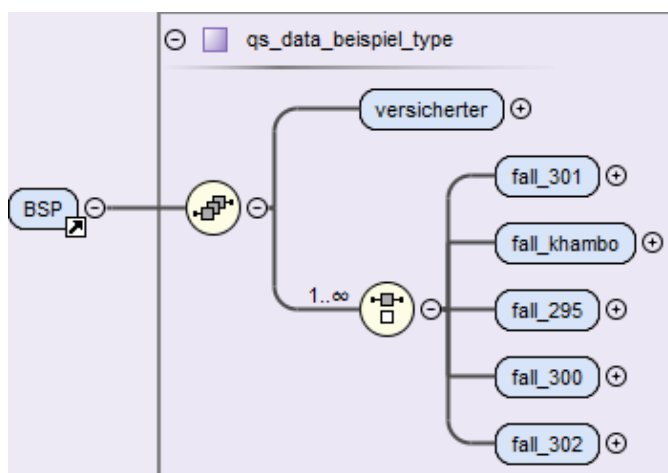 qs_data_beispiel_type
versicherter
BSP
fall_301
fall_khambo
1..∞
fall_295
fall_300
fall_302